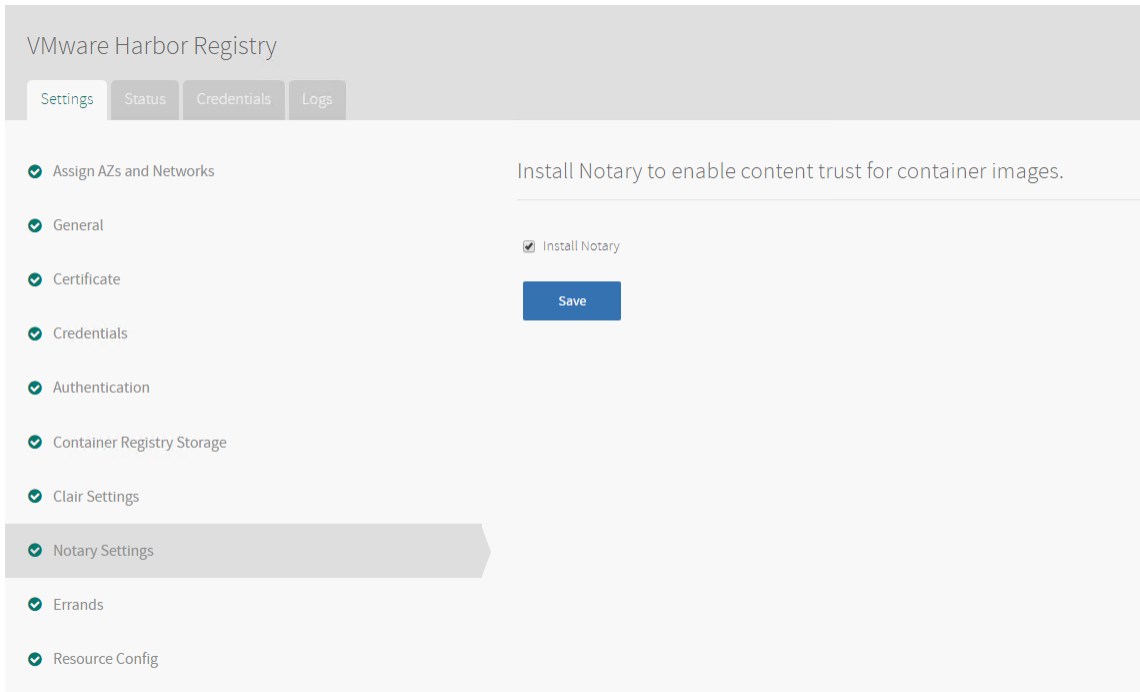 VMware Harbor Registry
Settings
Status
Credentials
Logs
Assign AZs and Networks
General
Certificate
Credentials
Authentication
Container Registry Storage
Clair Settings
Notary Settings
Errands
Resource Config
Install Notary to enable content trust for container images.
Install Notary
Save